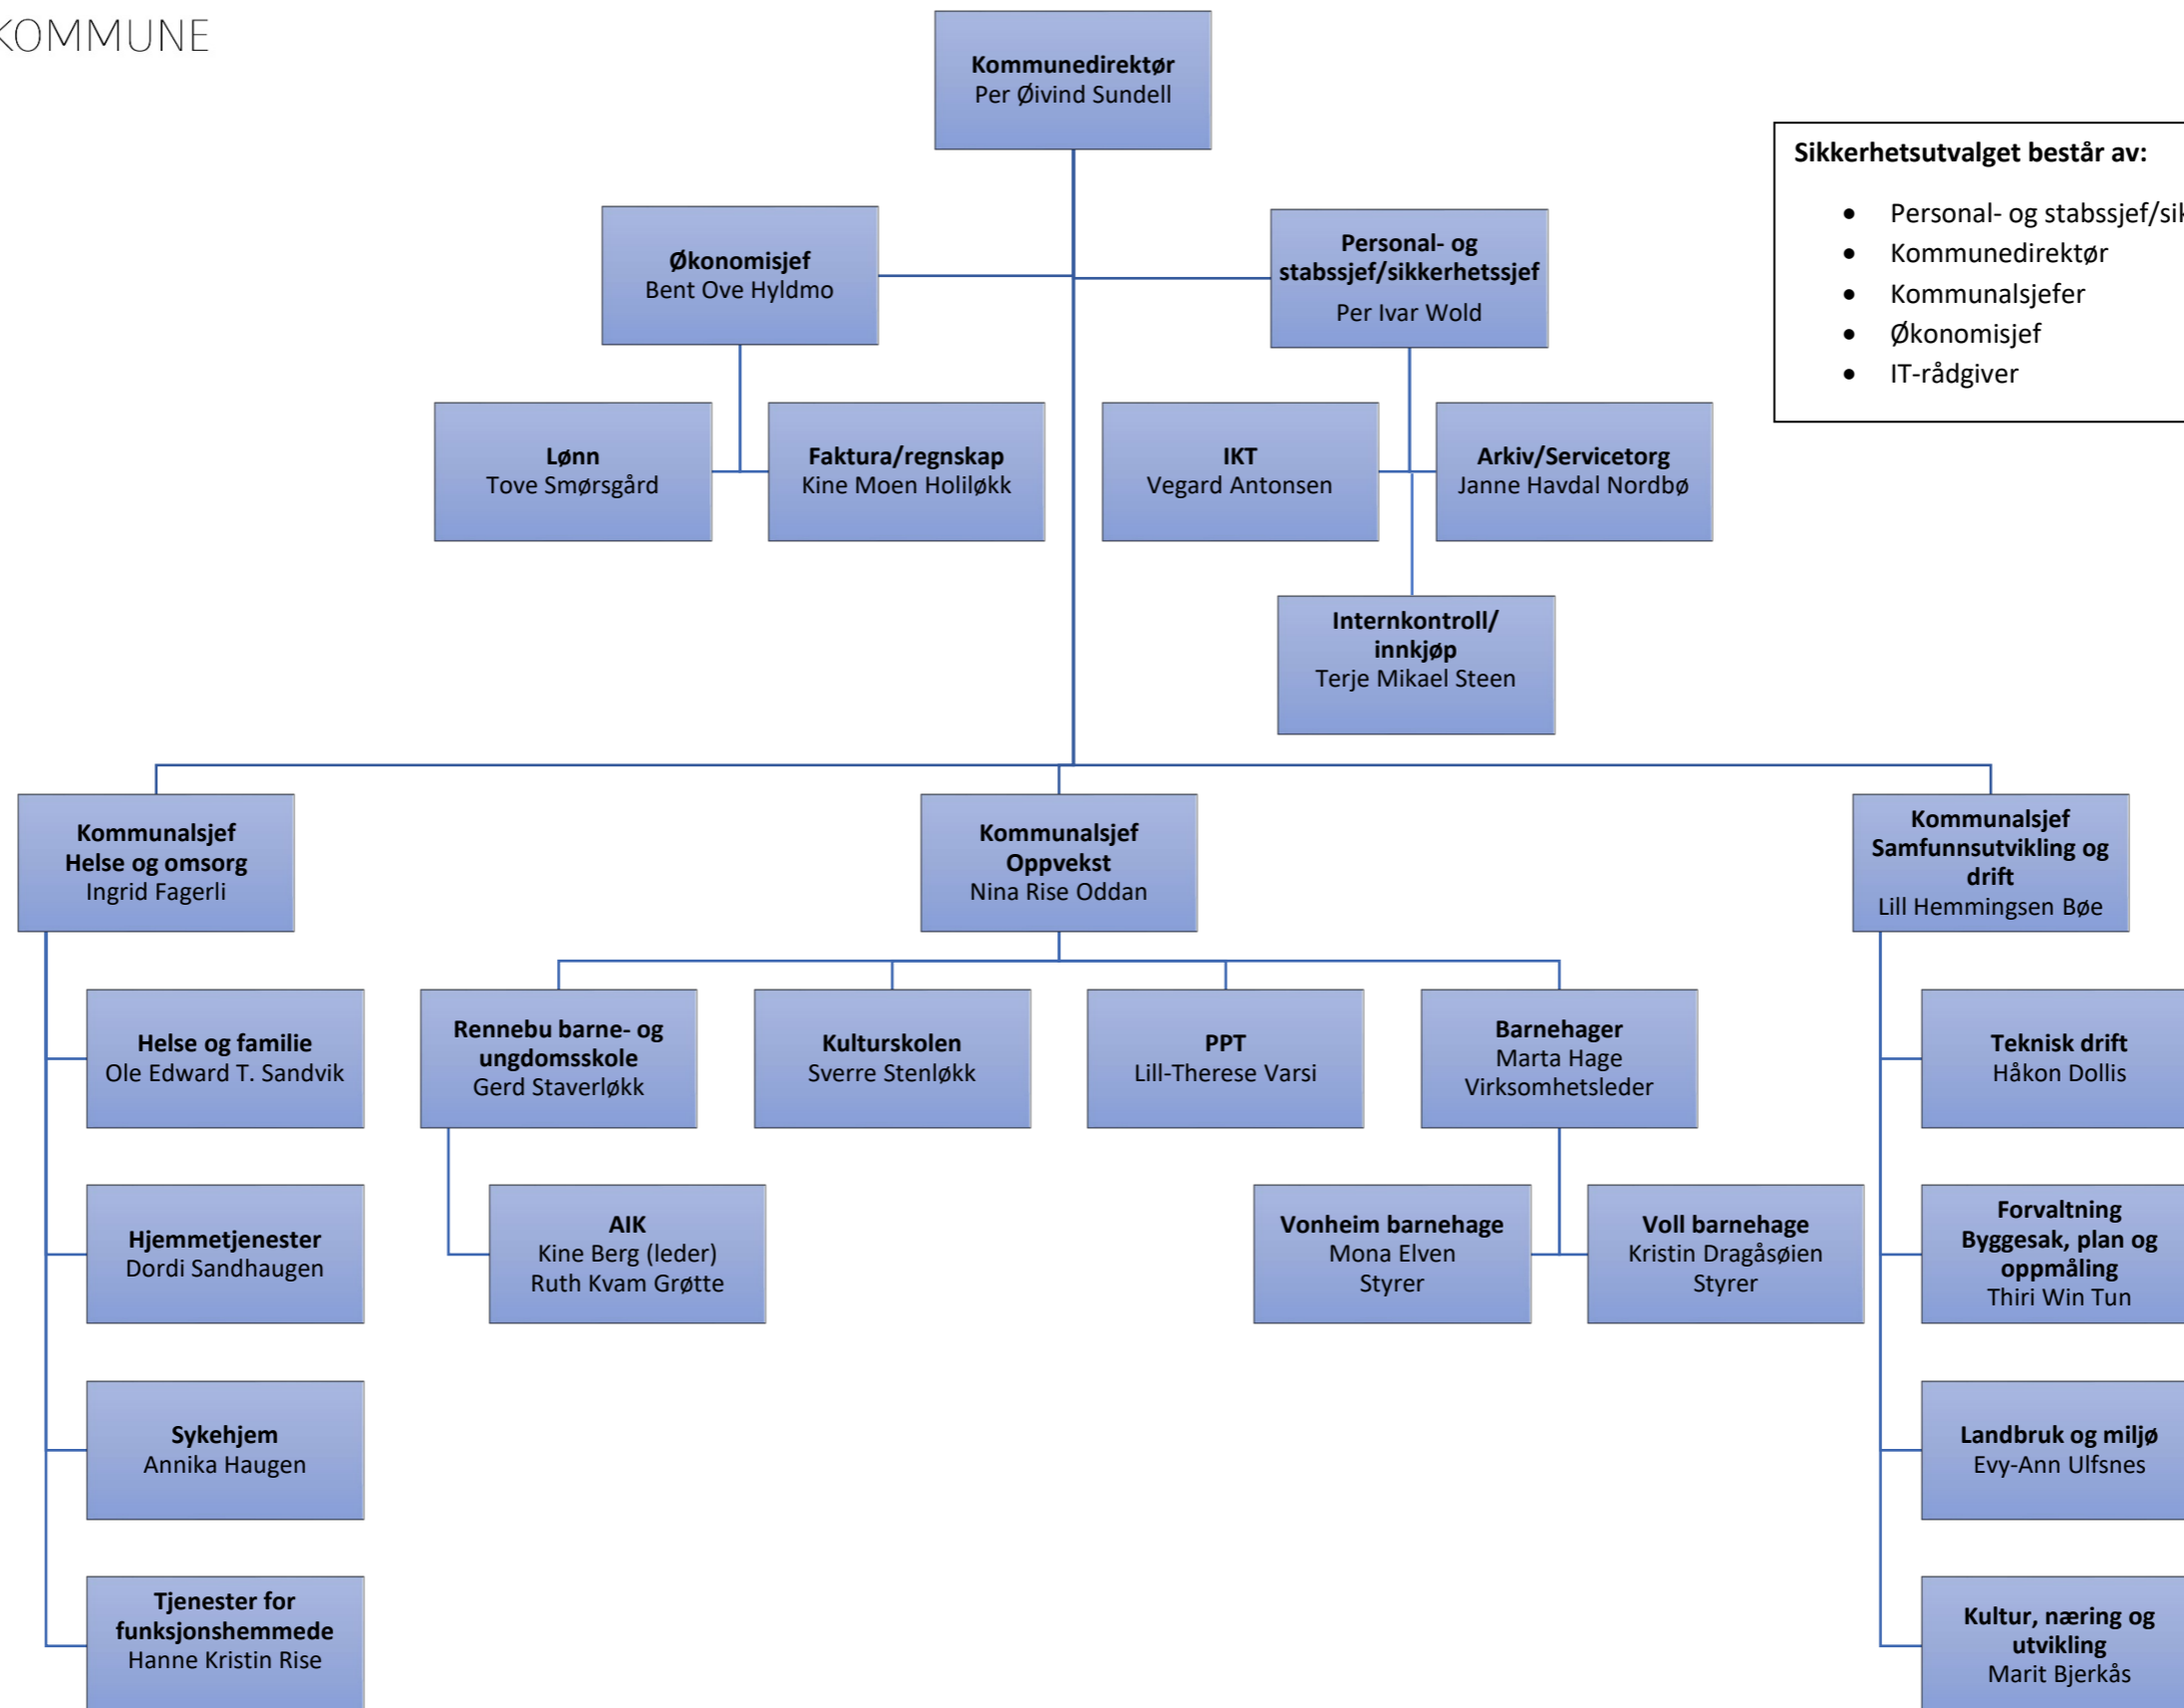 KOMMUNE
Kommunedirektør
Per Øivind Sundell
Sikkerhetsutvalget består av:
• Personal- og stabssjef/sik
• Kommunedirektør
• Kommunalsjefer
• Økonomisjef
• IT-rådgiver
Økonomisjef
Bent Ove Hyldmo
Personal- og
stabssjef/sikkerhetssjef
Per Ivar Wold
Lønn
Tove Smørsgård
Faktura/regnskap
Kine Moen Holiløkk
IKT
Vegard Antonsen
Arkiv/Servicetorg
Janne Havdal Nordbø
Internkontroll/
innkjøp
Terje Mikael Steen
Kommunalsjef
Helse og omsorg
Ingrid Fagerli
Kommunalsjef
Oppvekst
Nina Rise Oddan
Kommunalsjef
Samfunnsutvikling og
drift
Lill Hemmingsen Bøe
Helse og familie
Ole Edward T. Sandvik
Rennebu barne- og
ungdomsskole
Gerd Staverløkk
Kulturskolen
Sverre Stenløkk
PPT
Lill-Therese Varsi
Barnehager
Marta Hage
Virksomhetsleder
Teknisk drift
Håkon Dollis
Hjemmetjenester
Dordi Sandhaugen
AIK
Kine Berg (leder)
Ruth Kvam Grøtte
Vonheim barnehage
Mona Elven
Styrer
Voll barnehage
Kristin Dragåsøien
Styrer
Forvaltning
Byggesak, plan og
oppmåling
Thiri Win Tun
Sykehjem
Annika Haugen
Landbruk og miljø
Evy-Ann Ulfsnes
Tjenester for
funksjonshemmede
Hanne Kristin Rise
Kultur, næring og
utvikling
Marit Bjerkås